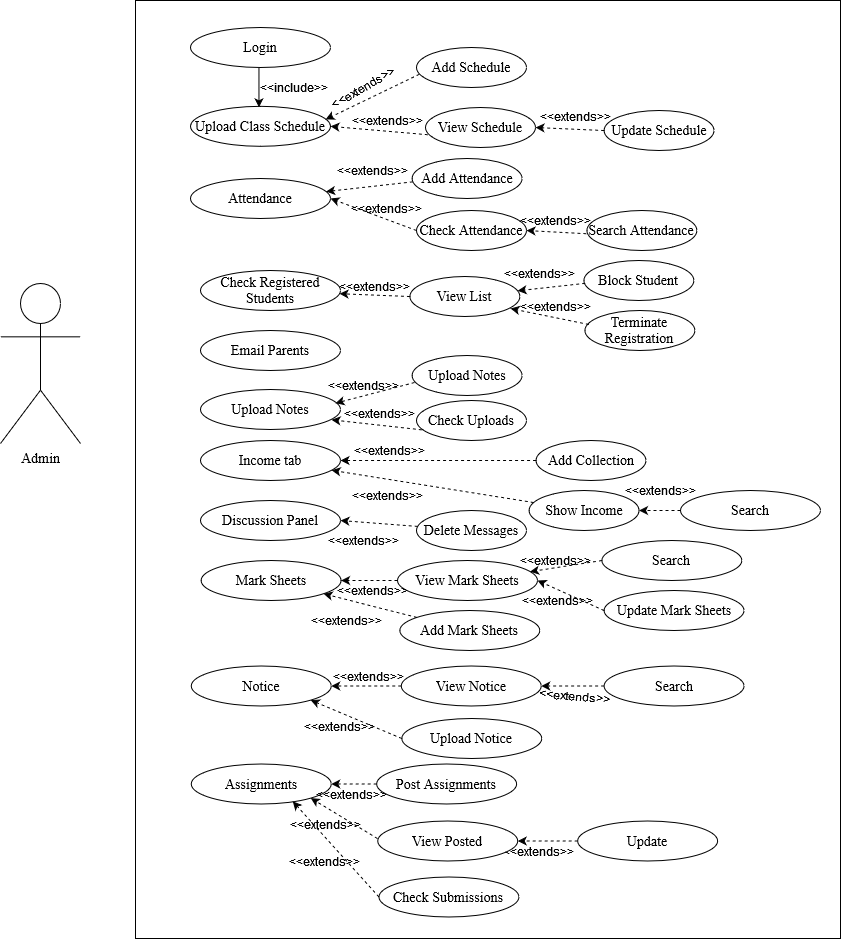 Login
<<include>>
Upload Class Schedule
<<extends>>
Add Schedule
<<extends>>
View Schedule
<<extends>>
Update Schedule
Attendance
<<extends>>
Add Attendance
<<extends>>
Check Attendance
<<extends>>
Search Attendance
Check Registered
Students
<<extends>>
View List
<<extends>>
Block Student
<<extends>>
Terminate
Registration
Email Parents
Upload Notes
<<extends>>
Upload Notes
<<extends>>
Check Uploads
Admin
Income tab
<<extends>>
Add Collection
<<extends>>
Show Income
<<extends>>
Search
Discussion Panel
<<extends>>
Delete Messages
Mark Sheets
<<extends>>
View Mark Sheets
<<extends>>
Search
<<extends>>
Update Mark Sheets
<<extends>>
Add Mark Sheets
Notice
<<extends>>
View Notice
<<extends>>
Search
<<extends>>
Upload Notice
Assignments
<<extends>>
Post Assignments
<<extends>>
View Posted
<<extends>>
Update
<<extends>>
Check Submissions